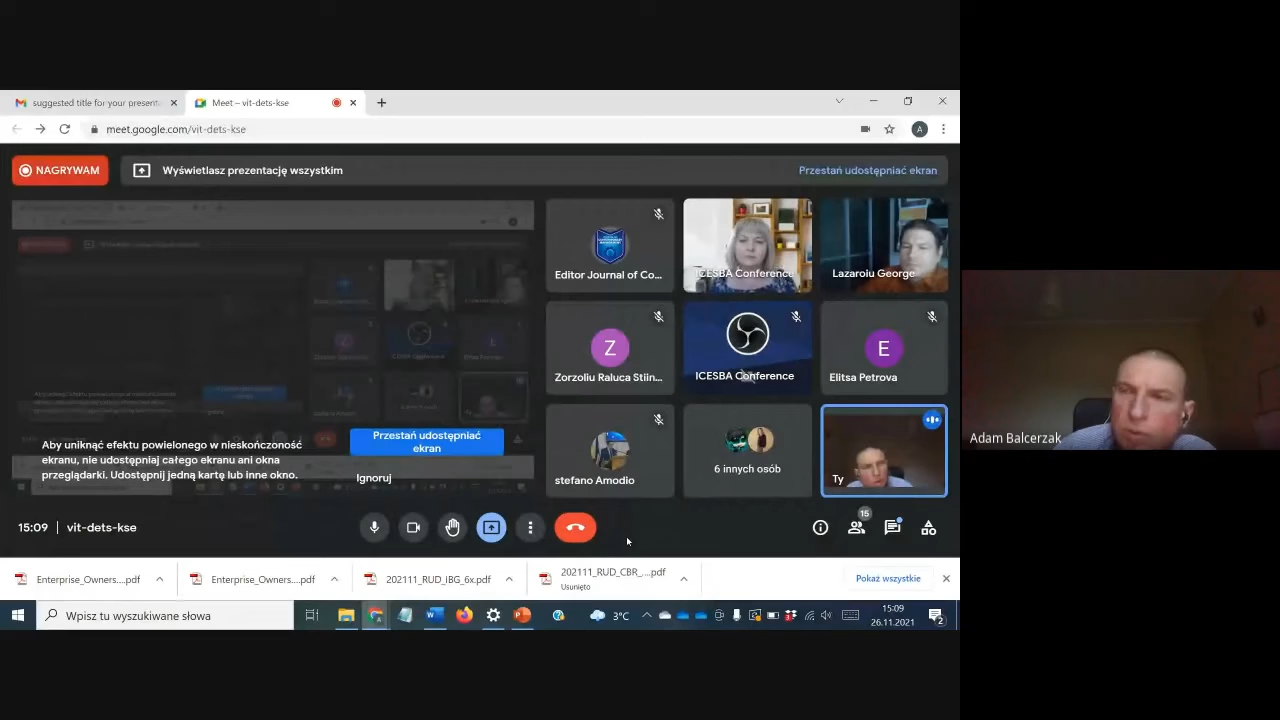 suggested title for your present
Meet – vit-dets-kse
meet.google.com/vit-dets-kse
A
NAGRYWAM
Wyświetlasz prezentację wszystkim
Przestań udostępniać ekran
Editor Journal of Co...
ICESBA Conference
Lazaroiu George
Z
Zorzoliu Raluca Stiin...
ICESBA Conference
E
Elitsa Petrova
stefano Amodio
6 innych osób
Ty
Aby uniknąć efektu powielonego w nieskończoność
ekranu, nie udostępniaj całego ekranu ani okna
przeglądarki. Udostępnij jedną kartę lub inne okno.
Przestań udostępniać
ekran
Ignoruj
15:09 | vit-dets-kse
15
Enterprise_Owners....pdf
Enterprise_Owners....pdf
202111_RUD_iBG_6x.pdf
202111_RUD_CBR_....pdf
Usunięto
Pokaż wszystkie
Wpisz tu wyszukiwane słowa
3°C
15:09
26.11.2021
2
Adam Balcerzak